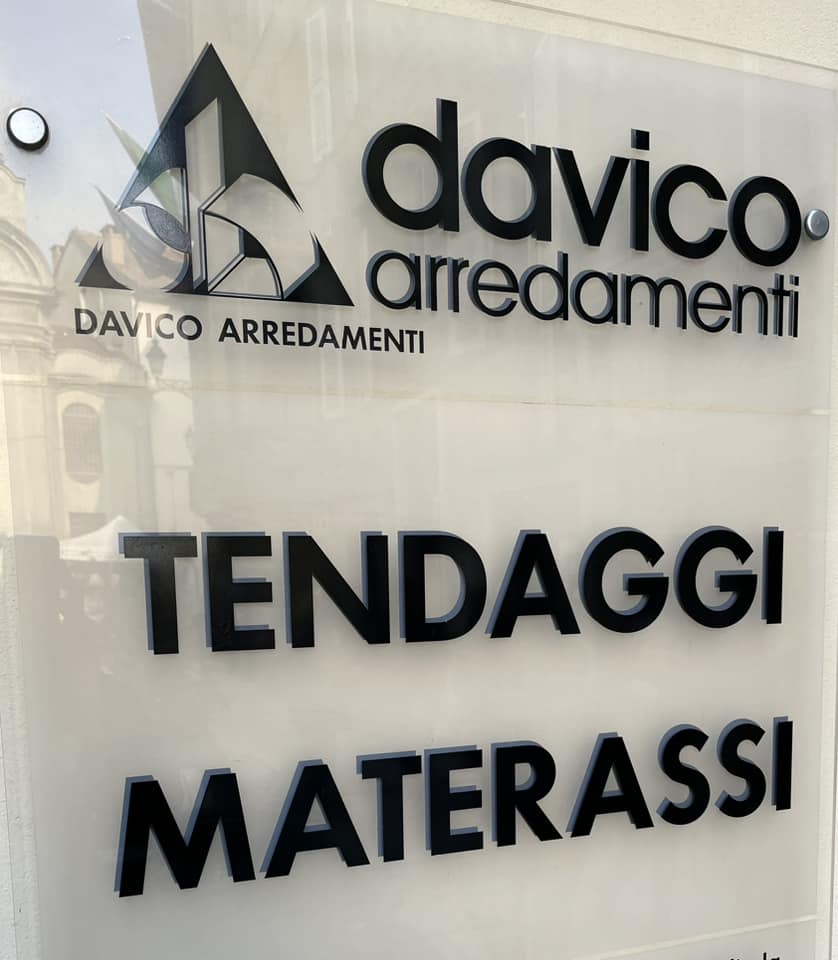 davico
arredamenti
DAVICO ARREDAMENTI
TENDAGGI
MATERASSI